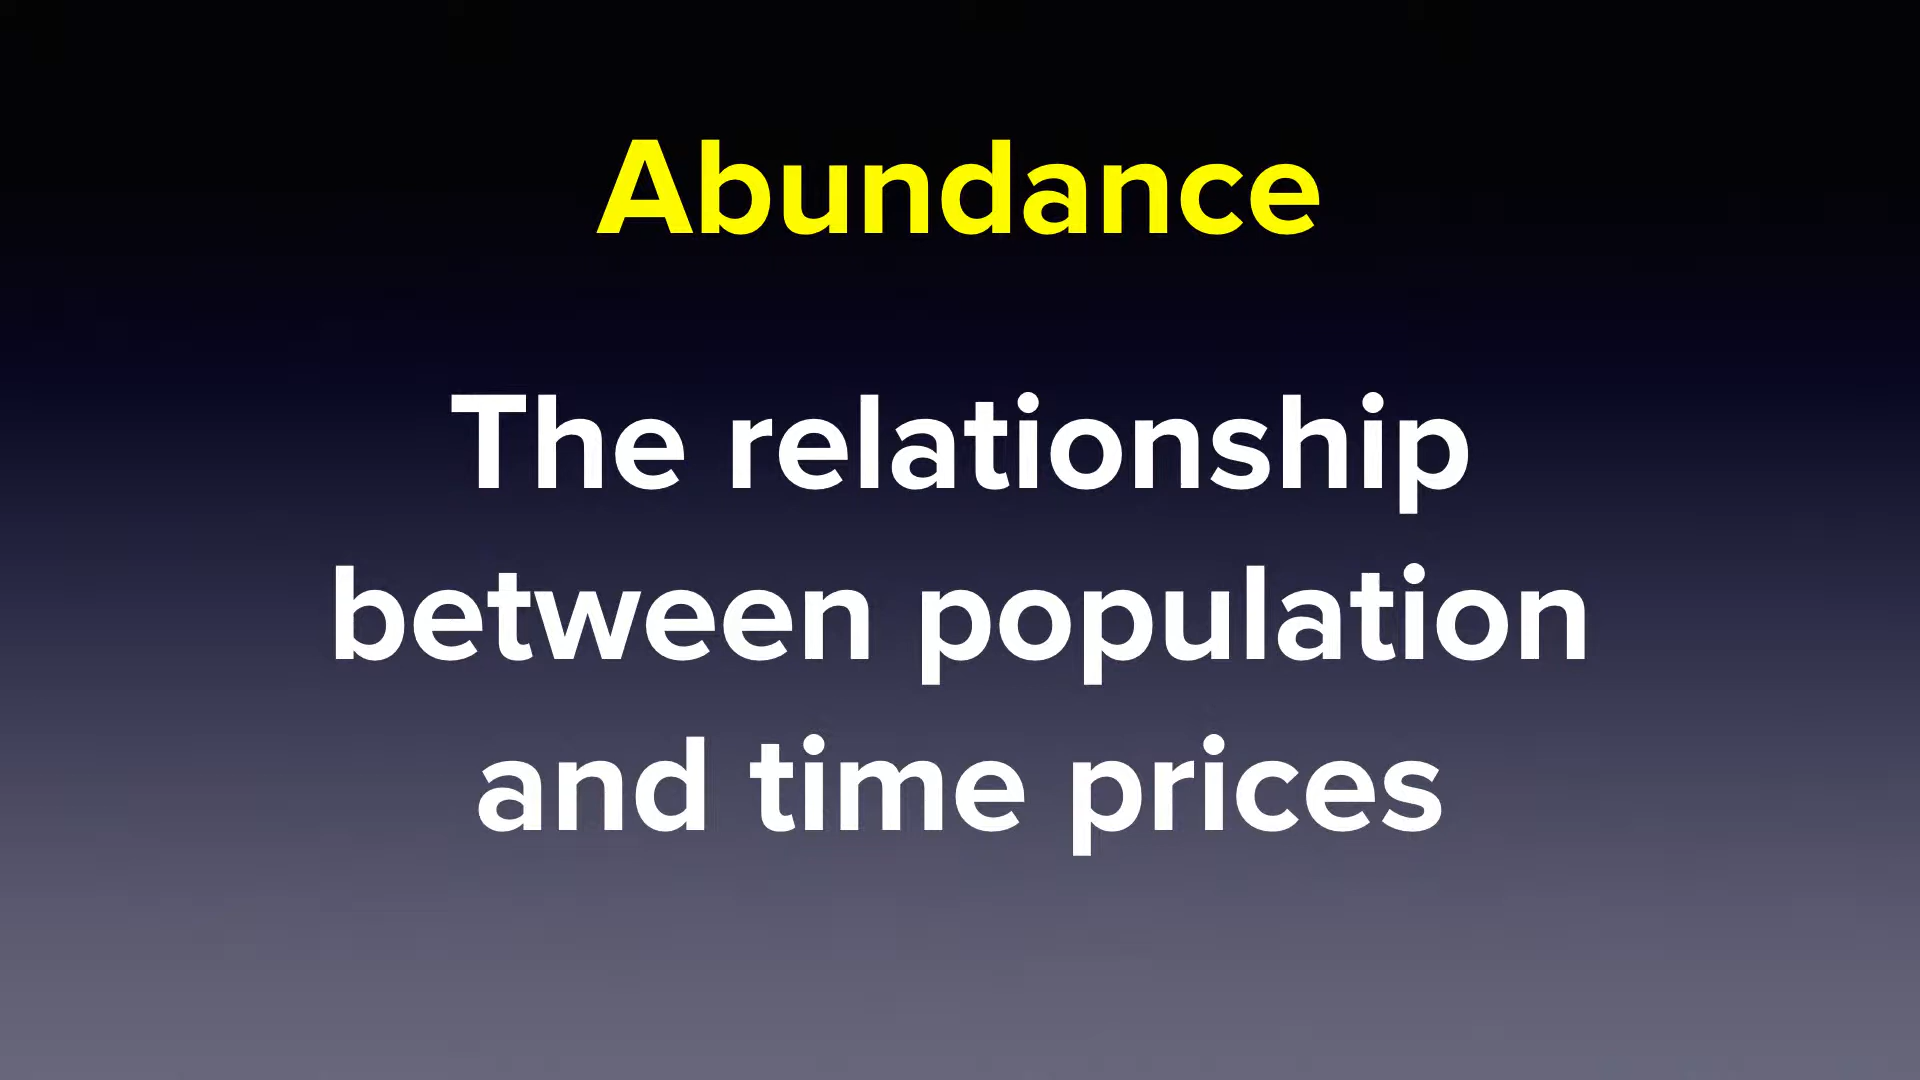 Abundance
The relationship
between population
and time prices